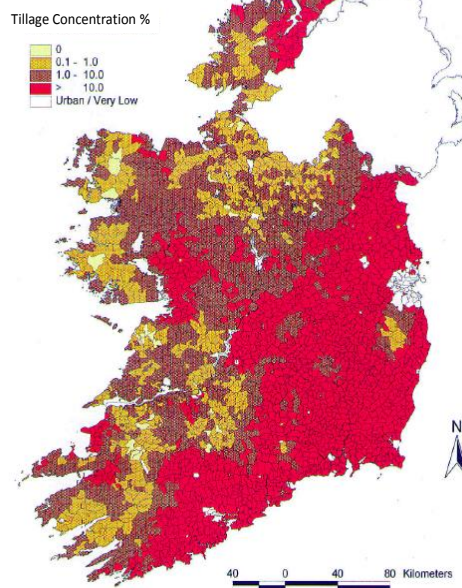 Tillage Concentration %
0
0.1 - 1.0
1.0 - 10.0
> 10.0
Urban / Very Low
N
40 0 40 80 Kilometers